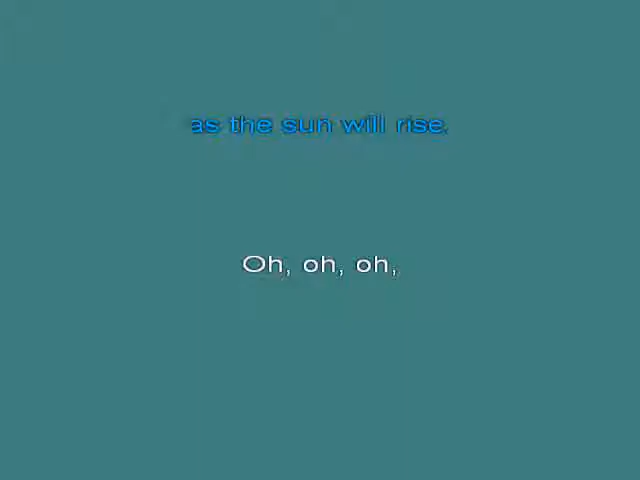 as the sun will rise.
Oh, oh, oh,